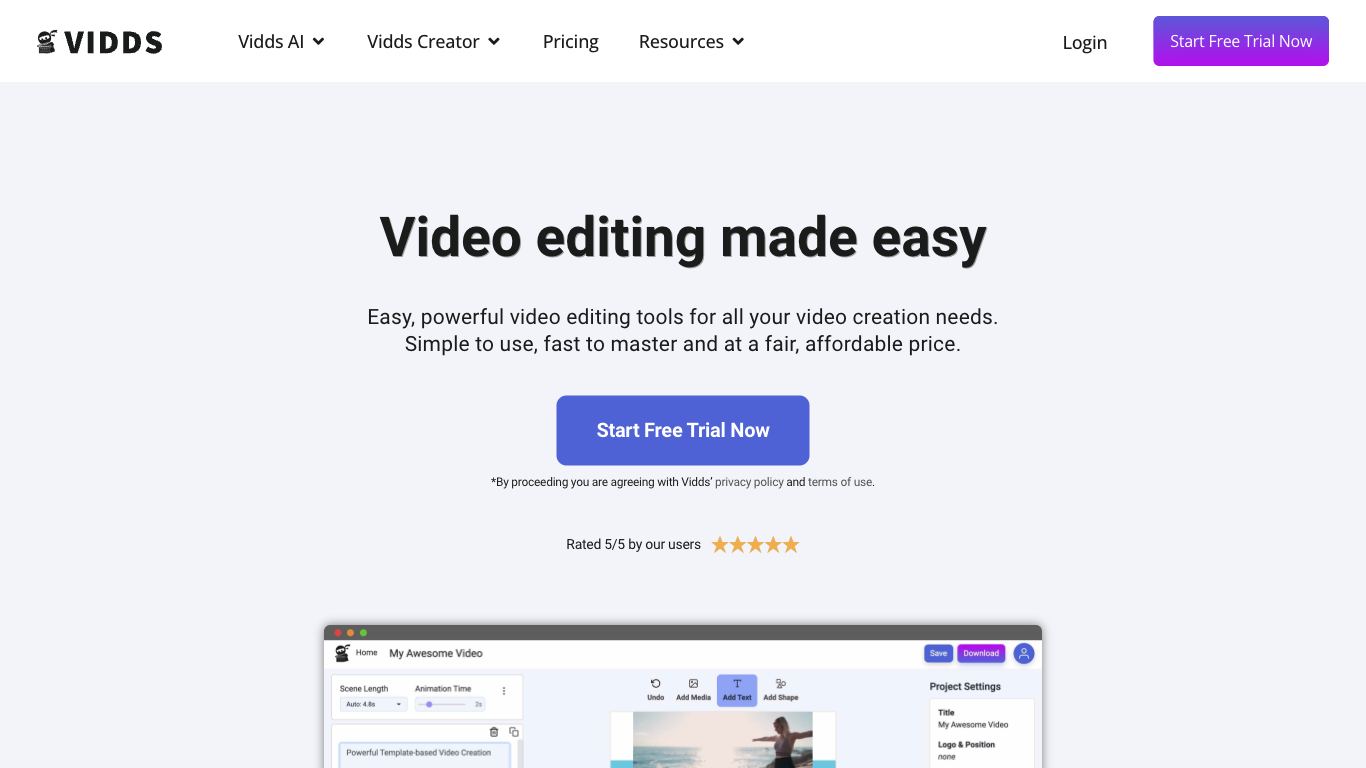 VIDDS
Vidds AI
Vidds Creator
Pricing
Resources
Login
Start Free Trial Now
Video editing made easy
Easy, powerful video editing tools for all your video creation needs.
Simple to use, fast to master and at a fair, affordable price.
Start Free Trial Now
*By proceeding you are agreeing with Vidds’ privacy policy and terms of use.
Rated 5/5 by our users
Home
My Awesome Video
Save
Download
Scene Length
Animation Time
Auto: 4.8s
2s
Undo
Add Media
Add Text
Add Shape
Project Settings
Title
My Awesome Video
Logo & Position
none
Powerful Template-based Video Creation